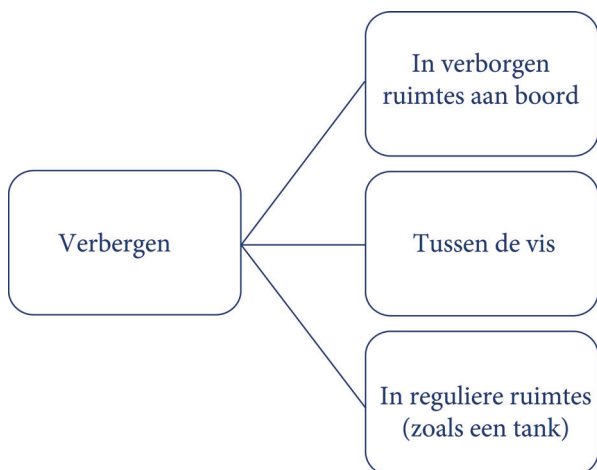 Verbergen
In verborgen
ruimtes aan boord
Tussen de vis
In reguliere ruimtes
(zoals een tank)